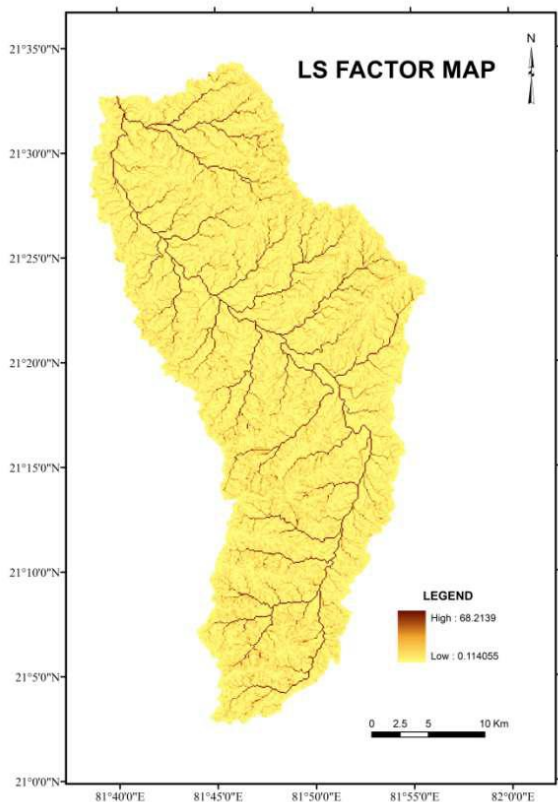 LS FACTOR MAP
N
21°35'0"N
21°30'0"N
21°25'0"N
21°20'0"N
21°15'0"N
21°10'0"N
21°5'0"N
21°0'0"N
LEGEND
High : 68.2139
Low : 0.114055
0 2.5 5 10 Km
81°40'0"E 81°45'0"E 81°50'0"E 81°55'0"E 82°0'0"E